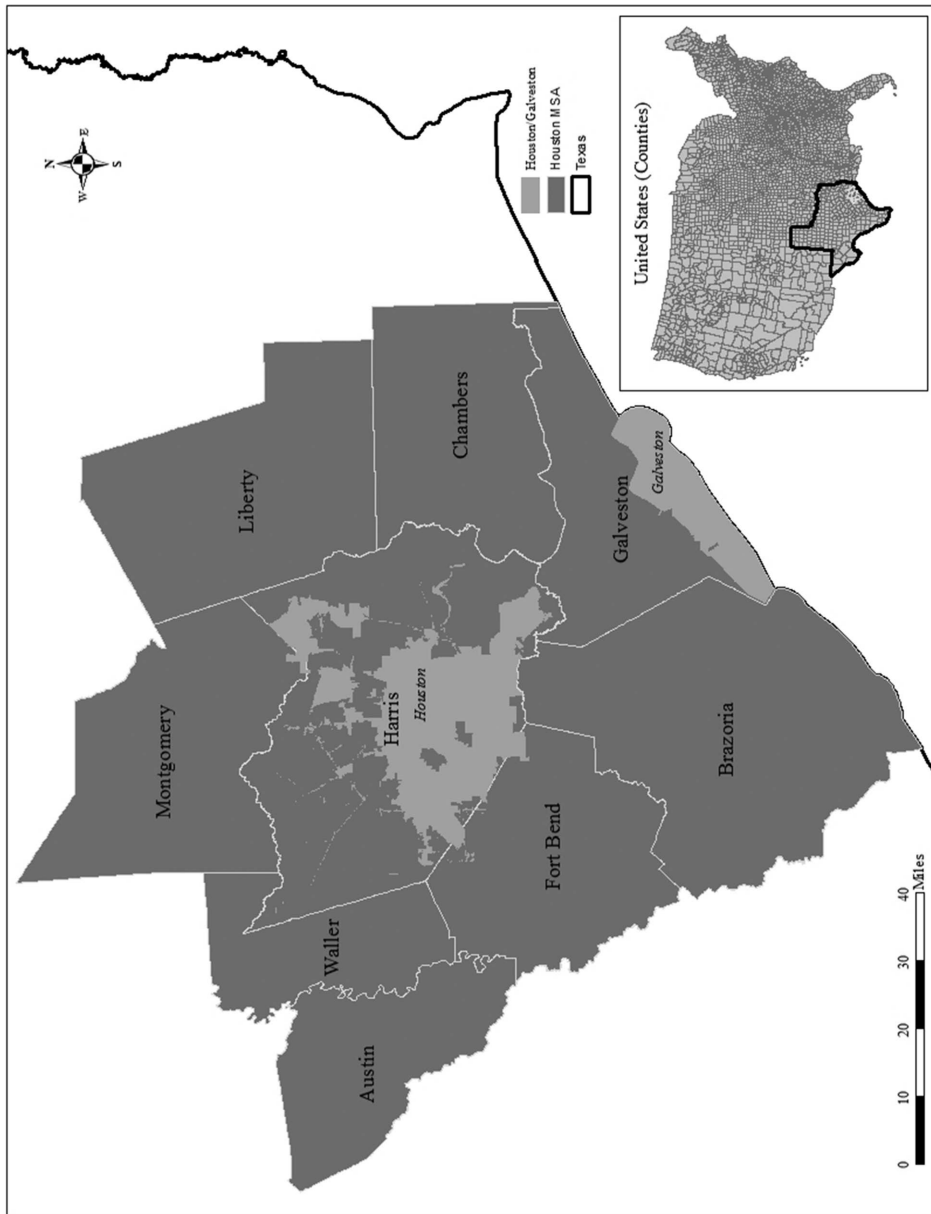 N
W
E
S
Houston/Galveston
Houston MSA
Texas
Montgomery
Liberty
Waller
Harris
Houston
Austin
Chambers
Fort Bend
Galveston
Galveston
Brazoria
United States (Counties)
0 10 20 30 40
Miles